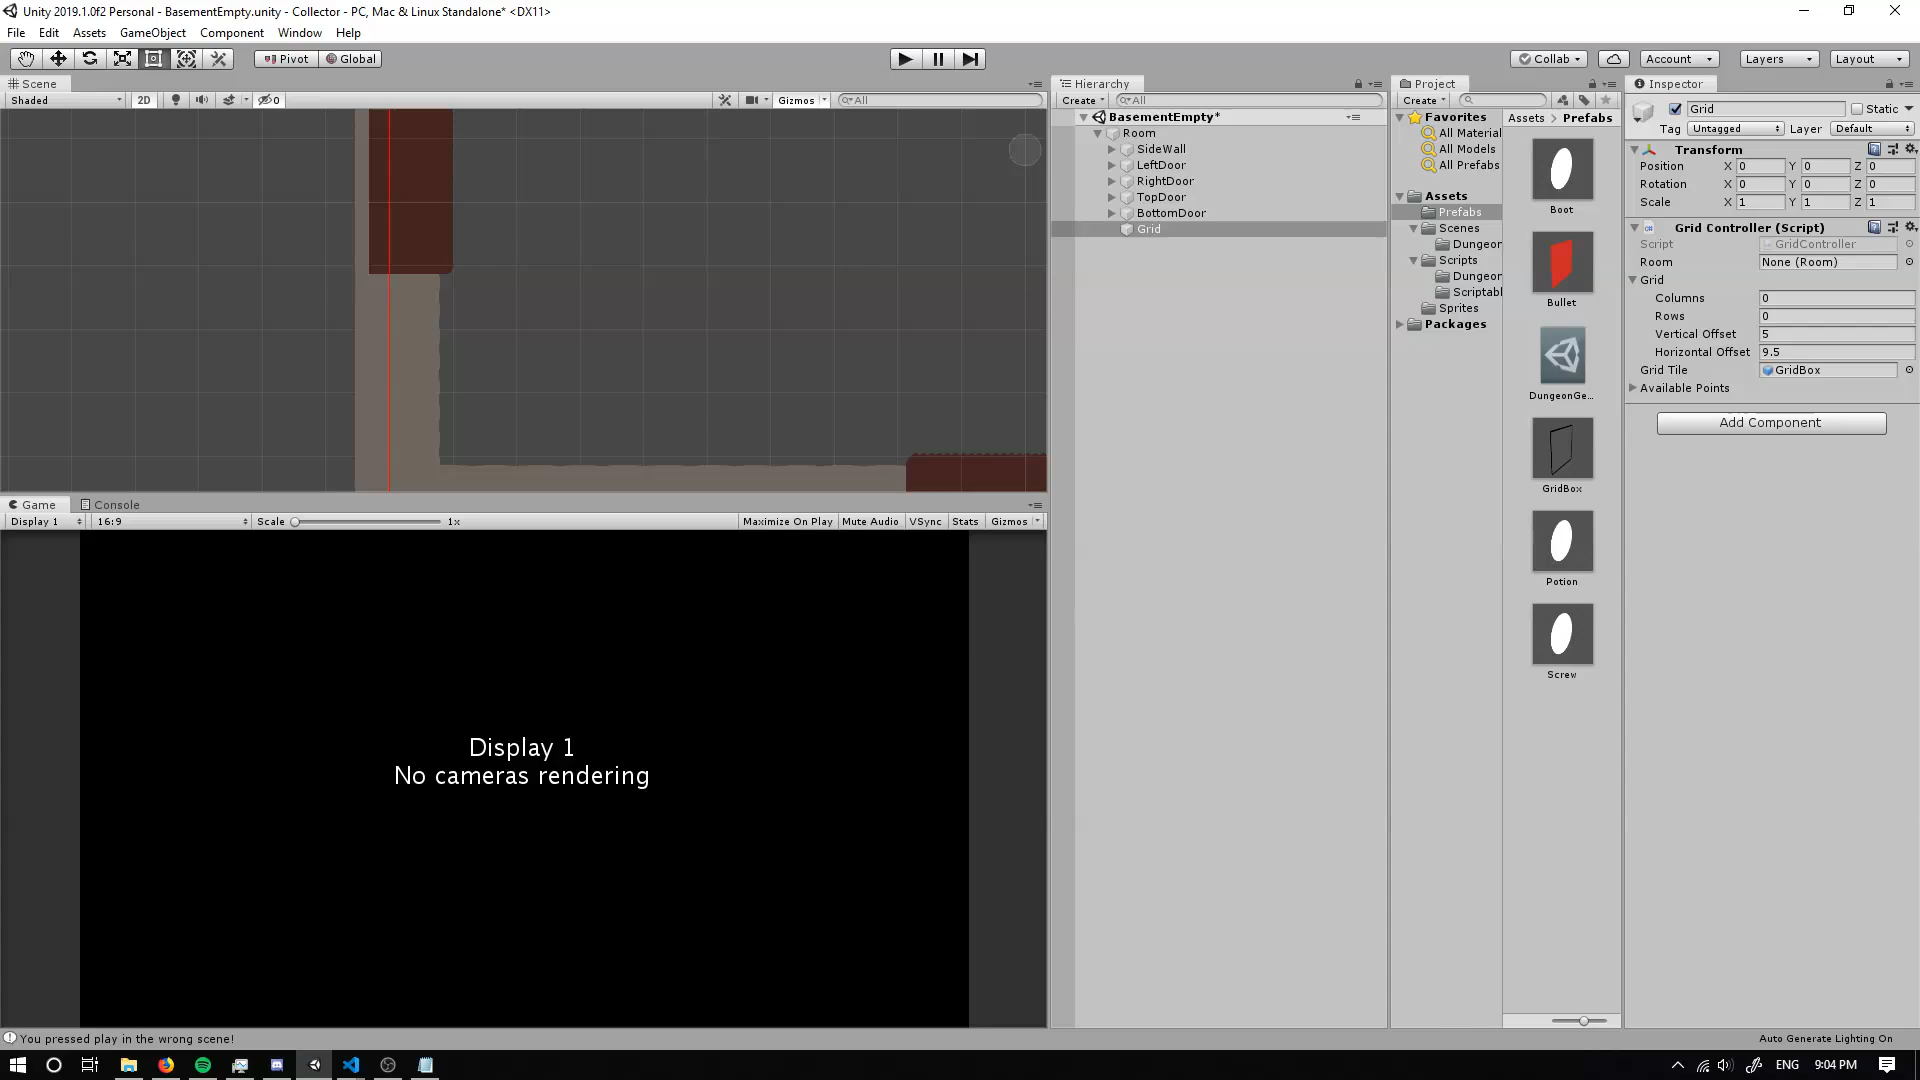 Unity 2019.1.0f2 Personal - BasementEmpty.unity - Collector - PC, Mac & Linux Standalone* <DX11>
File Edit Assets GameObject Component Window Help
Pivot Global Collab Account Layers Layout
Scene
Shaded 2D 0 Gizmos All
Hierarchy
Create All
BasementEmpty*
Room
SideWall
LeftDoor
RightDoor
TopDoor
BottomDoor
Grid
Project
Create
Favorites
All Material
All Models
All Prefabs
Assets
Prefabs
Scenes
Dungeon
Scripts
Dungeon
Scriptabl
Sprites
Packages
Assets > Prefabs
Boot
Bullet
DungeonGe...
GridBox
Potion
Screw
Inspector
Grid Static
Tag Untagged Layer Default
Transform
Position X 0 Y 0 Z 0
Rotation X 0 Y 0 Z 0
Scale X 1 Y 1 Z 1
Grid Controller (Script)
Script GridController
Room None (Room)
Grid
Columns 0
Rows 0
Vertical Offset 5
Horizontal Offset 9.5
Grid Tile GridBox
Available Points
Add Component
Game Console
Display 1 16:9 Scale 1x Maximize On Play Mute Audio VSync Stats Gizmos
Display 1
No cameras rendering
You pressed play in the wrong scene!
Auto Generate Lighting On
ENG 9:04 PM